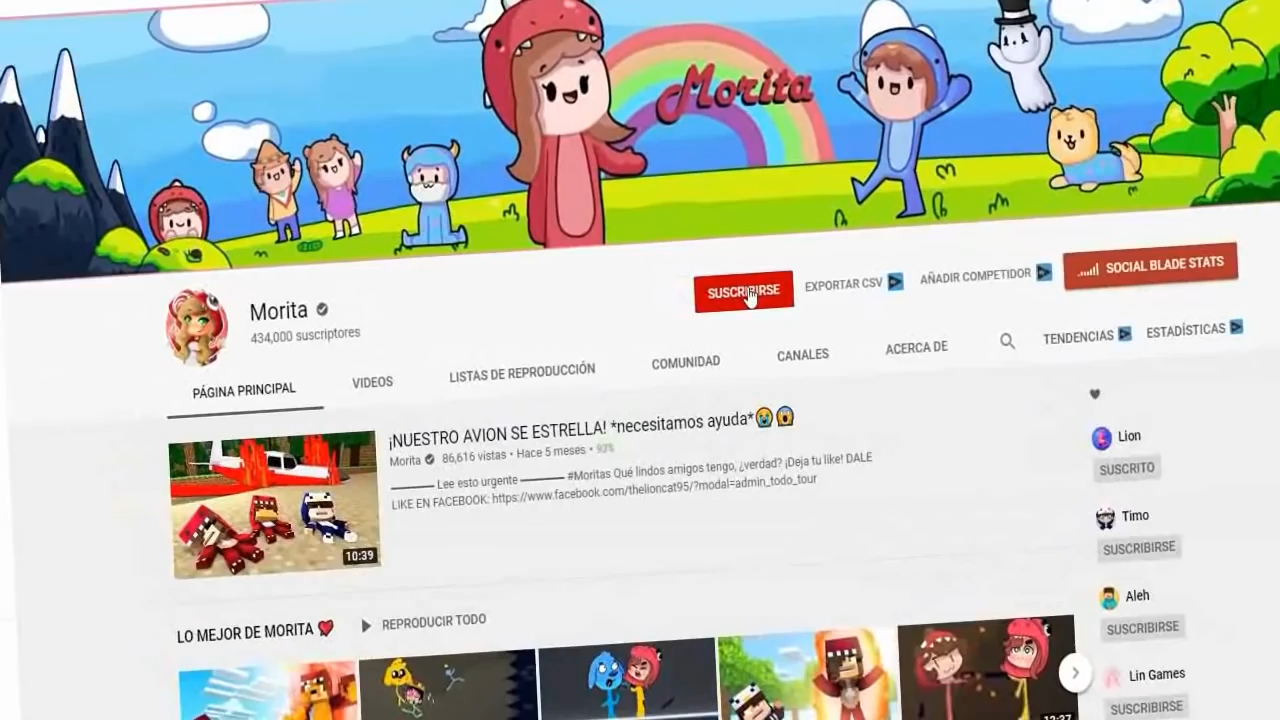 Morita
Morita
434,000 suscriptores
SUSCRIBIRSE
EXPORTAR CSV
AÑADIR COMPETIDOR
SOCIAL BLADE STATS
PÁGINA PRINCIPAL
VIDEOS
LISTAS DE REPRODUCCIÓN
COMUNIDAD
CANALES
ACERCA DE
TENDENCIAS
ESTADÍSTICAS
¡NUESTRO AVION SE ESTRELLA! *necesitamos ayuda*😭😱
Morita 86,616 vistas • Hace 5 meses • 93%
———— Lee esto urgente ———— #Moritas Qué lindos amigos tengo, ¿verdad? ¡Deja tu like! DALE
LIKE EN FACEBOOK: https://www.facebook.com/thelioncat95/?modal=admin_todo_tour
10:39
LO MEJOR DE MORITA ❤
REPRODUCIR TODO
Lion
SUSCRITO
Timo
SUSCRIBIRSE
Aleh
SUSCRIBIRSE
Lin Games
SUSCRIBIRSE